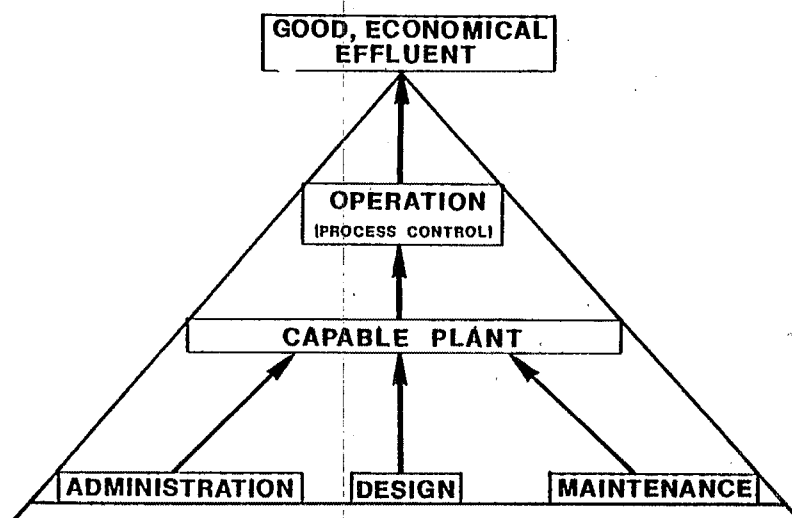 GOOD, ECONOMICAL
EFFLUENT
OPERATION
(PROCESS CONTROL)
CAPABLE PLANT
ADMINISTRATION
DESIGN
MAINTENANCE